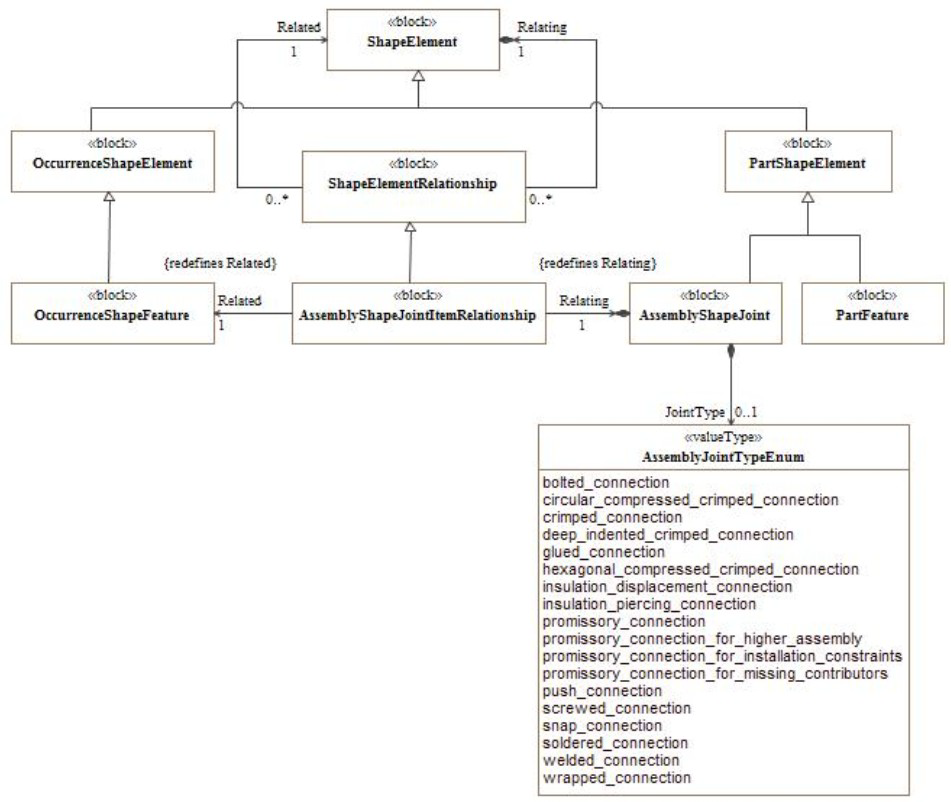 Related
1
«block»
ShapeElement
Relating
1
«block»
OccurrenceShapeElement
«block»
ShapeElementRelationship
0..*
0..*
«block»
PartShapeElement
{redefines Related}
{redefines Relating}
«block»
OccurrenceShapeFeature
Related
1
«block»
AssemblyShapeJointItemRelationship
Relating
1
«block»
AssemblyShapeJoint
«block»
PartFeature
JointType
0..1
«valueType»
AssemblyJointTypeEnum
bolted_connection
circular_compressed_crimped_connection
crimped_connection
deep_indented_crimped_connection
glued_connection
hexagonal_compressed_crimped_connection
insulation_displacement_connection
insulation_piercing_connection
promissory_connection
promissory_connection_for_higher_assembly
promissory_connection_for_installation_constraints
promissory_connection_for_missing_contributors
push_connection
screwed_connection
snap_connection
soldered_connection
welded_connection
wrapped_connection